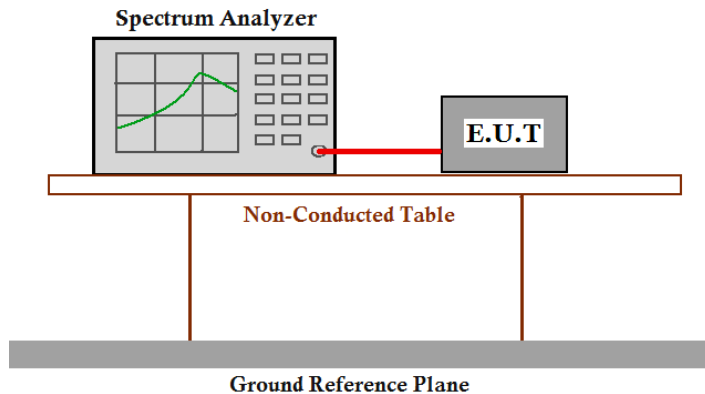 Spectrum Analyzer
E.U.T
Non-Conducted Table
Ground Reference Plane